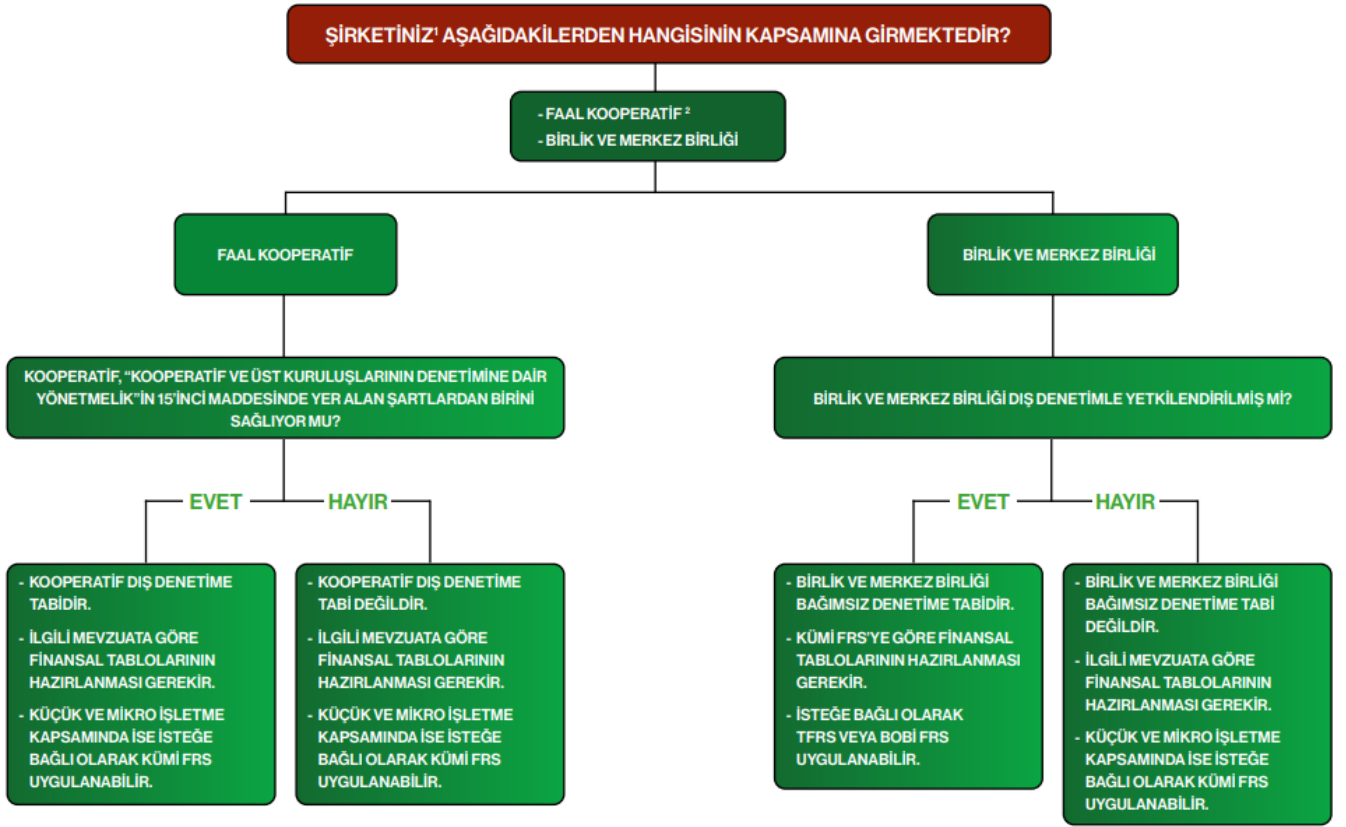 ŞİRKETİNİZ¹ AŞAĞIDAKİLERDEN HANGİSİNİN KAPSAMINA GİRMEKTEDİR?
- FAAL KOOPERATİF ²
- BİRLİK VE MERKEZ BİRLİĞİ
FAAL KOOPERATİF
BİRLİK VE MERKEZ BİRLİĞİ
KOOPERATİF, “KOOPERATİF VE ÜST KURULUŞLARININ DENETİMİNE DAİR
YÖNETMELİK”İN 15’İNCİ MADDESİNDE YER ALAN ŞARTLARDAN BİRİNİ
SAĞLIYOR MU?
BİRLİK VE MERKEZ BİRLİĞİ DIŞ DENETİMLE YETKİLENDİRİLMİŞ Mİ?
EVET
HAYIR
EVET
HAYIR
- KOOPERATİF DIŞ DENETİME
TABİDİR.
- İLGİLİ MEVZUATA GÖRE
FİNANSAL TABLOLARININ
HAZIRLANMASI GEREKİR.
- KÜÇÜK VE MİKRO İŞLETME
KAPSAMINDA İSE İSTEĞE
BAĞLI OLARAK KÜMİ FRS
UYGULANABİLİR.
- KOOPERATİF DIŞ DENETİME
TABİ DEĞİLDİR.
- İLGİLİ MEVZUATA GÖRE
FİNANSAL TABLOLARININ
HAZIRLANMASI GEREKİR.
- KÜÇÜK VE MİKRO İŞLETME
KAPSAMINDA İSE İSTEĞE
BAĞLI OLARAK KÜMİ FRS
UYGULANABİLİR.
- BİRLİK VE MERKEZ BİRLİĞİ
BAĞIMSIZ DENETİME TABİDİR.
- KÜMİ FRS’YE GÖRE FİNANSAL
TABLOLARININ HAZIRLANMASI
GEREKİR.
- İSTEĞE BAĞLI OLARAK
TFRS VEYA BOBİ FRS
UYGULANABİLİR.
- BİRLİK VE MERKEZ BİRLİĞİ
BAĞIMSIZ DENETİME TABİ
DEĞİLDİR.
- İLGİLİ MEVZUATA GÖRE
FİNANSAL TABLOLARININ
HAZIRLANMASI GEREKİR.
- KÜÇÜK VE MİKRO İŞLETME
KAPSAMINDA İSE İSTEĞE
BAĞLI OLARAK KÜMİ FRS
UYGULANABİLİR.